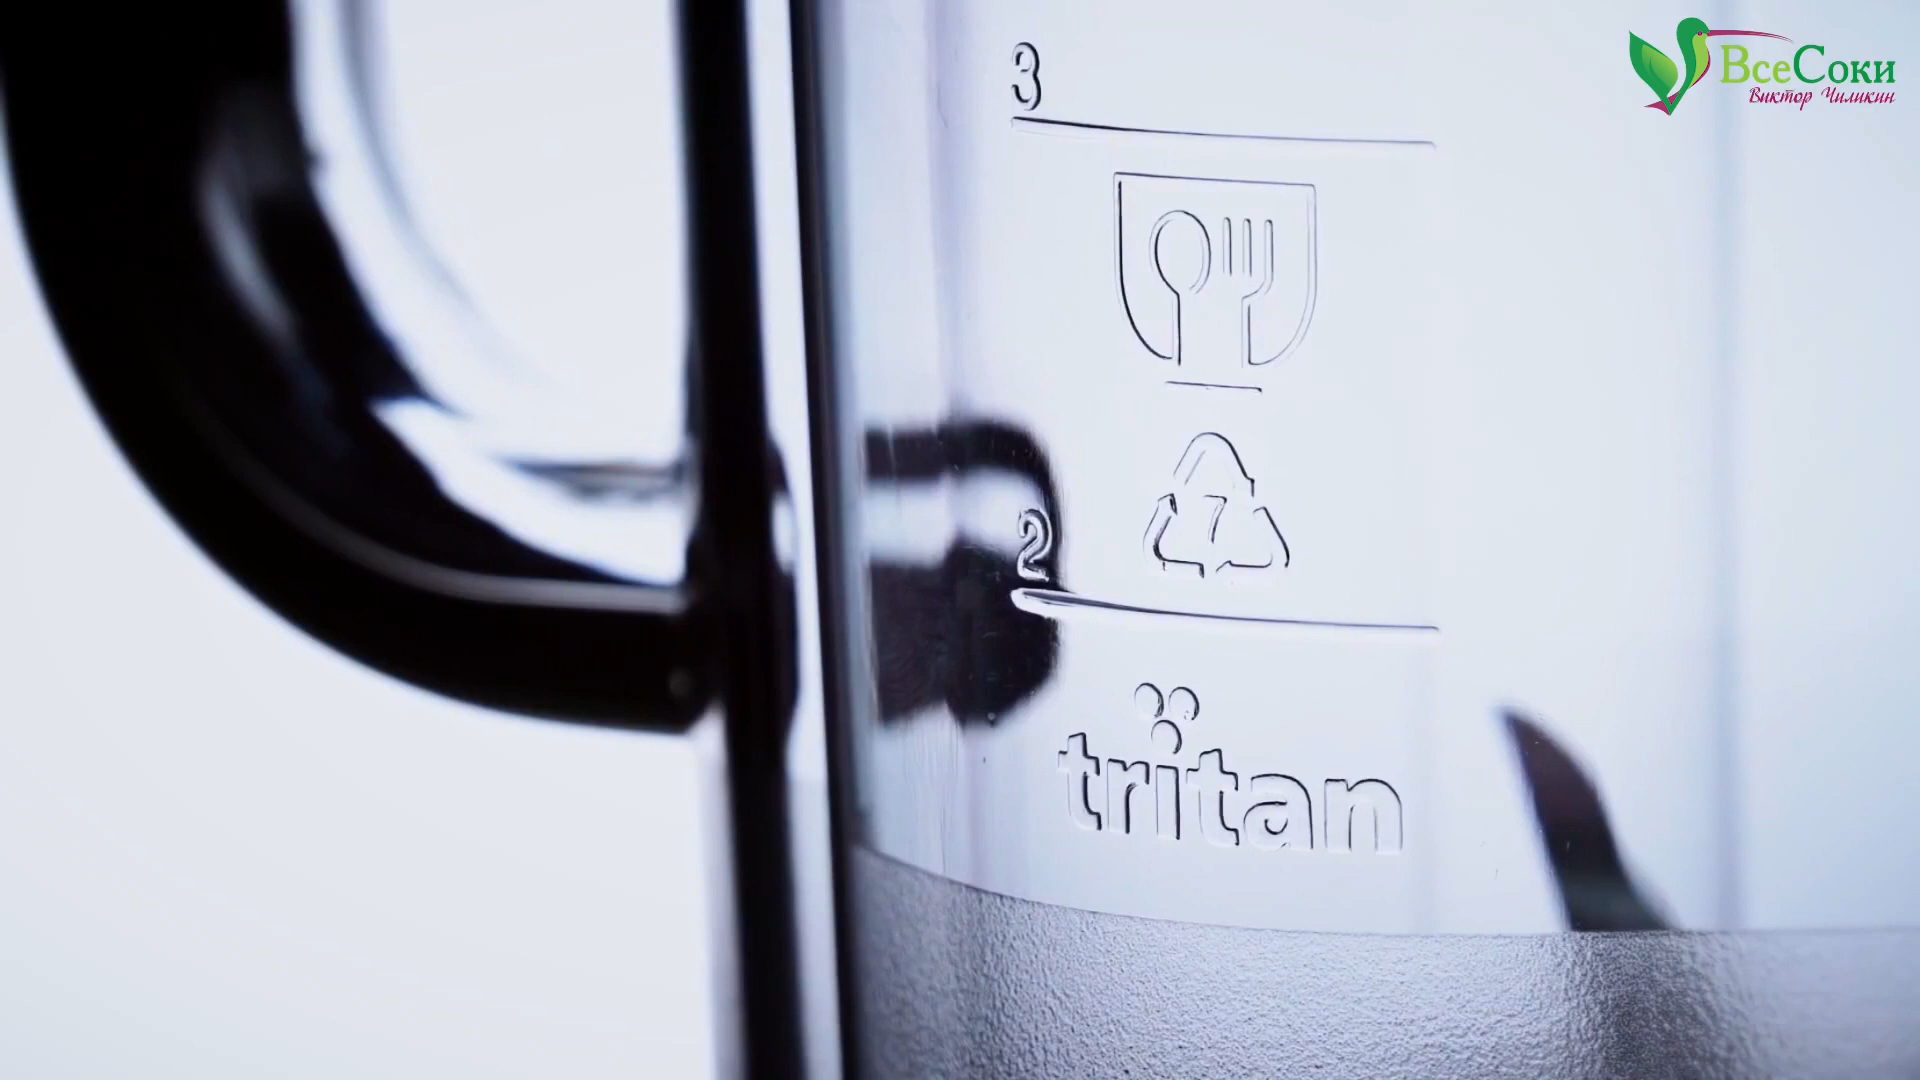 ВсеСоки
Виктор Чиликин
3
7
2
tritan